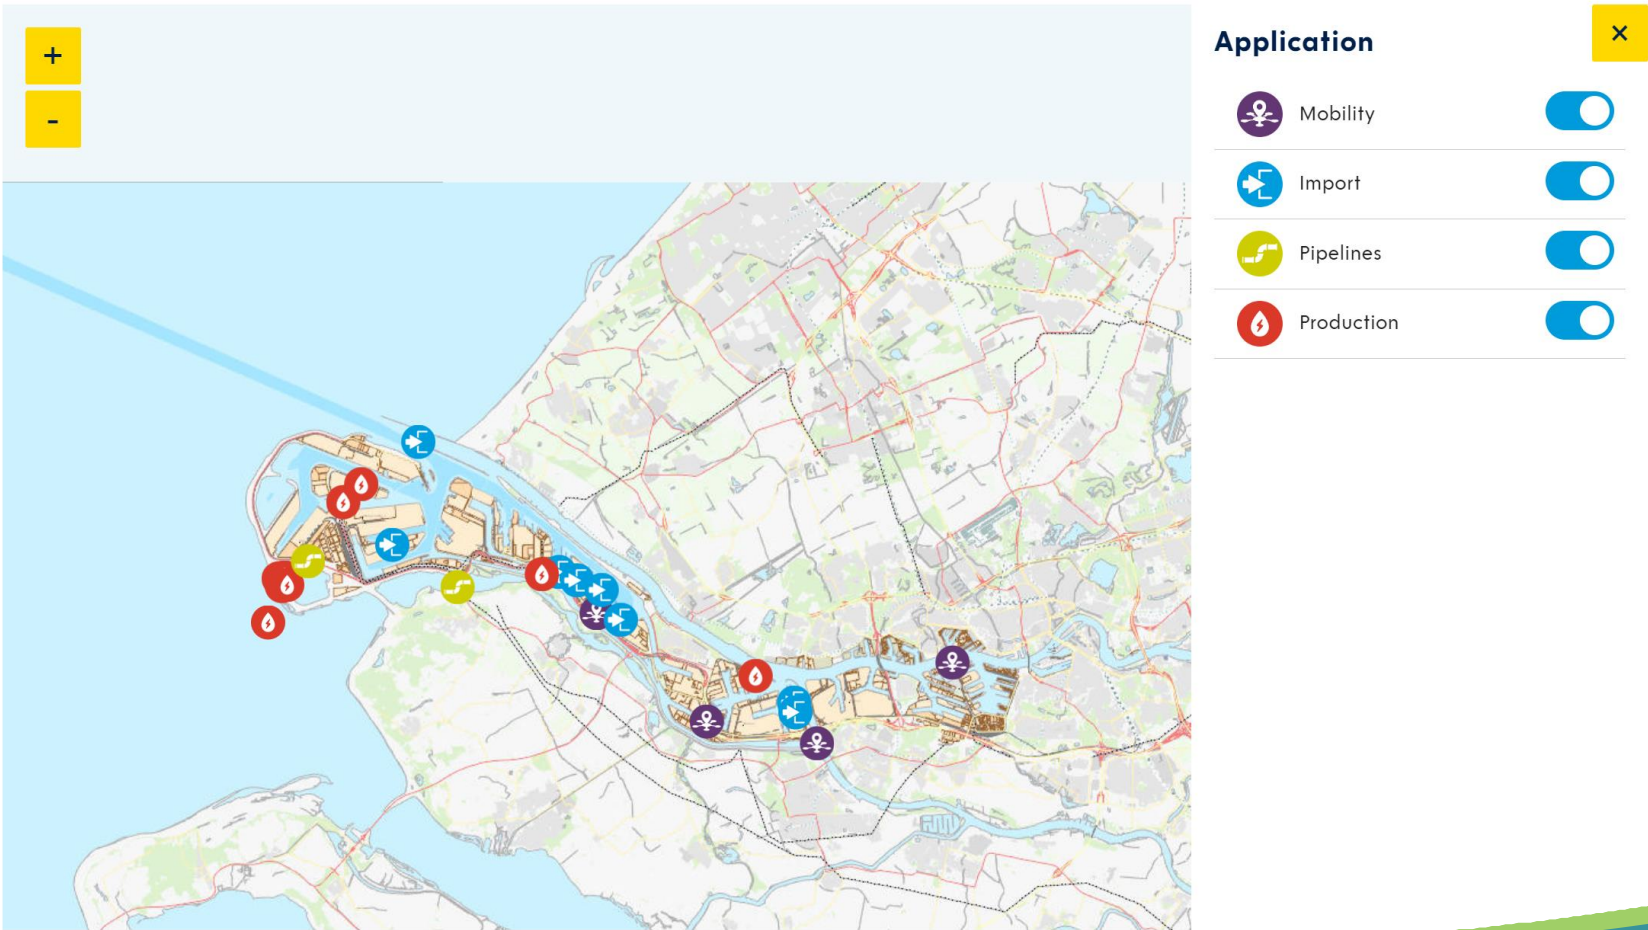 +
-
Application
×
Mobility
Import
Pipelines
Production